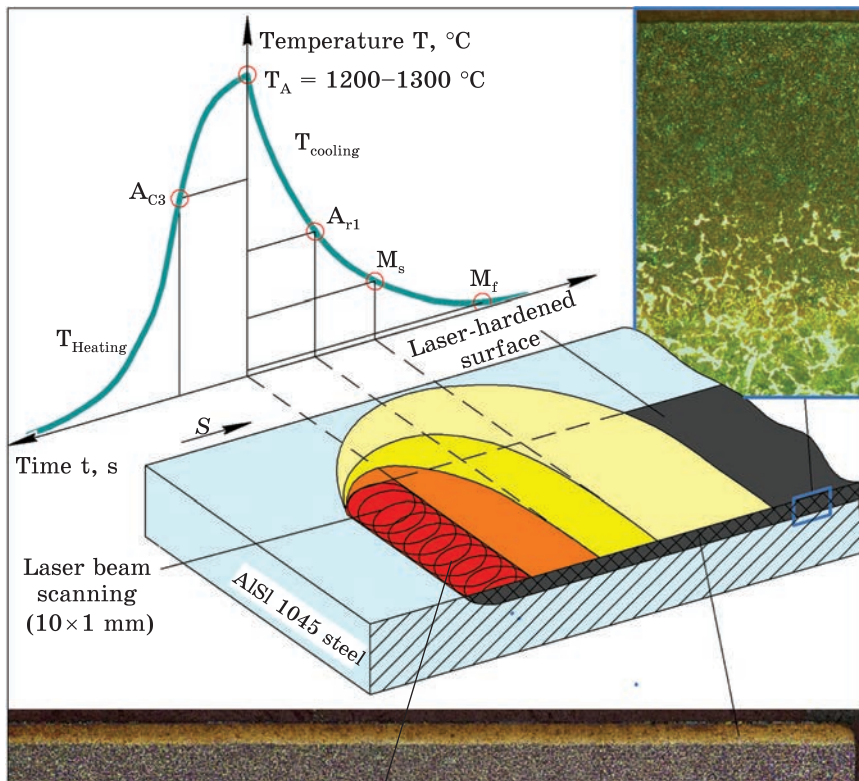 Temperature T, °C
T_A = 1200–1300 °C
T_cooling
A_C3
A_r1
M_s
M_f
T_Heating
Laser-hardened
surface
S
Time t, s
Laser beam
scanning
(10×1 mm)
AlSl 1045 steel